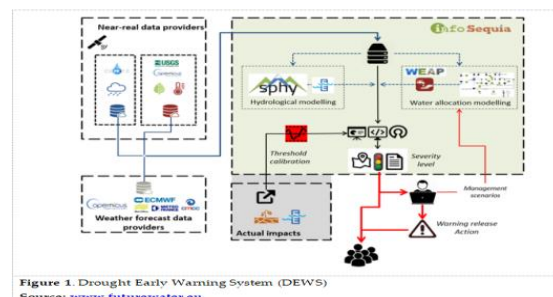 Near-real data providers
infoSequia
USGS
Copernicus
sphy
Hydrological modelling
WEAP
Water allocation modelling
Threshold calibration
Severity level
Management scenarios
Copernicus
ECMWF
Weather forecast data providers
Actual impacts
Warning release
Action
Figure 1. Drought Early Warning System (DEWS)
Source: www.futurewater.eu